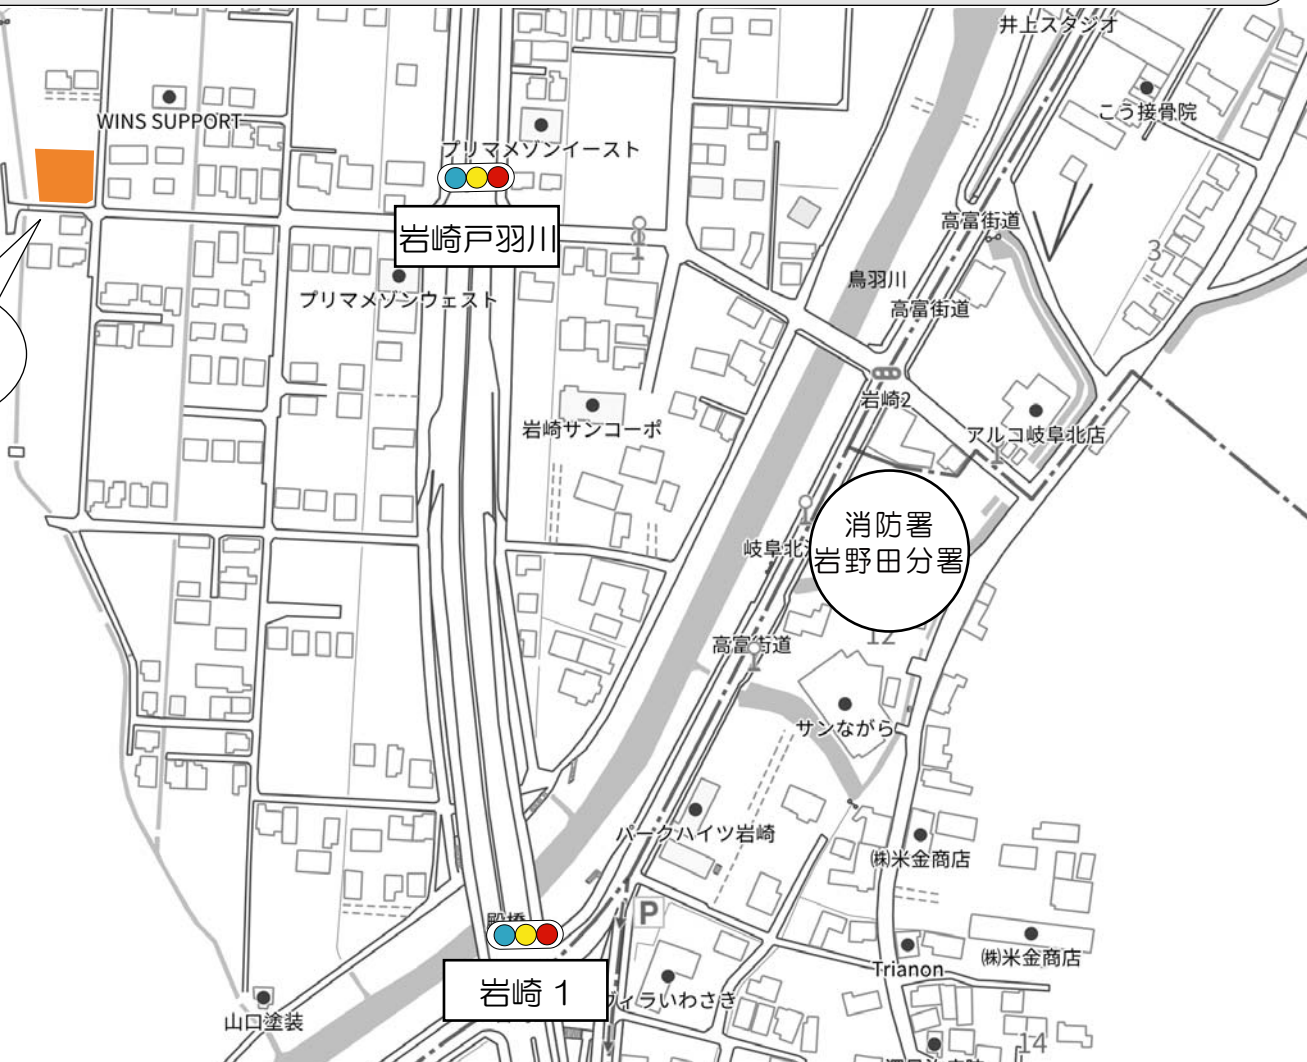 井上スタジオ
こう接骨院
WINS SUPPORT
プリマメゾンイースト
岩崎戸羽川
高富街道
3
鳥羽川
高富街道
プリマメゾンウェスト
岩崎2
岩崎サンコーポ
アルコ岐阜北店
消防署
岩野田分署
岐阜北
12
高富街道
サンながら
パークハイツ岩崎
㈱米金商店
P
岩崎 1
Trianon
㈱米金商店
ヴィラいわさき
山口塗装
14